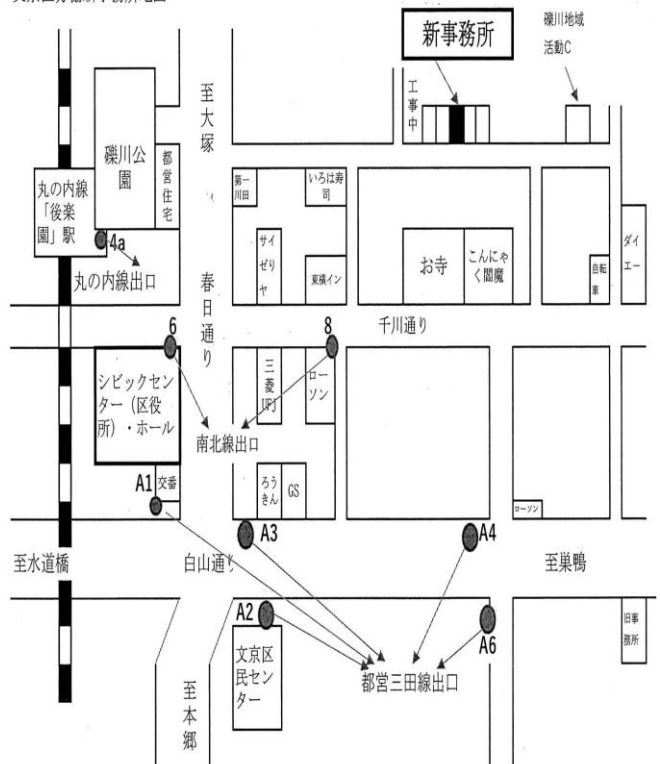 新事務所
礫川地域
活動C
工事中
至大塚
礫川公
園
都営住宅
丸の内線
「後楽
園」駅
4a
丸の内線出口
第一
川田
いろは寿
司
サイ
ゼリ
ヤ
東横イン
お寺
こんにゃ
く閻魔
自転
車
ダイ
エー
春日通り
千川通り
6
8
シビックセン
ター（区役
所）・ホール
三菱
UFJ
ロー
ソン
南北線出口
A1
交番
ろう
きん
GS
A3
A4
ローソン
至水道橋
白山通り
至巣鴨
A2
A6
文京区
民セン
ター
都営三田線出口
旧事
務所
至本郷